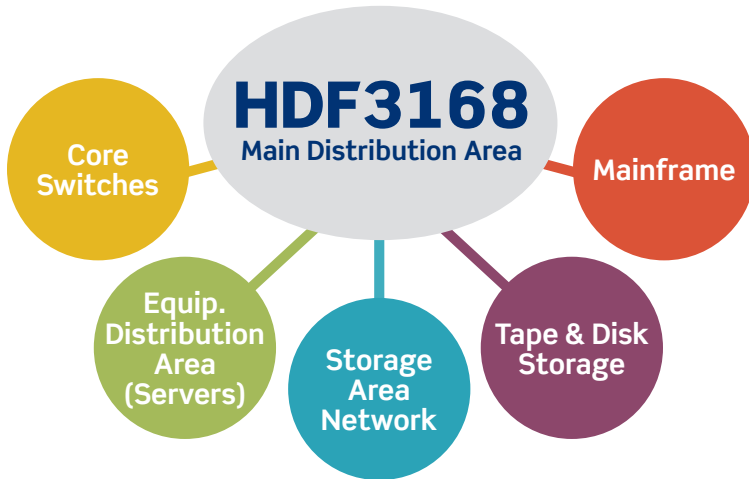 HDF3168
Main Distribution Area
Core
Switches
Mainframe
Equip.
Distribution
Area
(Servers)
Storage
Area
Network
Tape & Disk
Storage